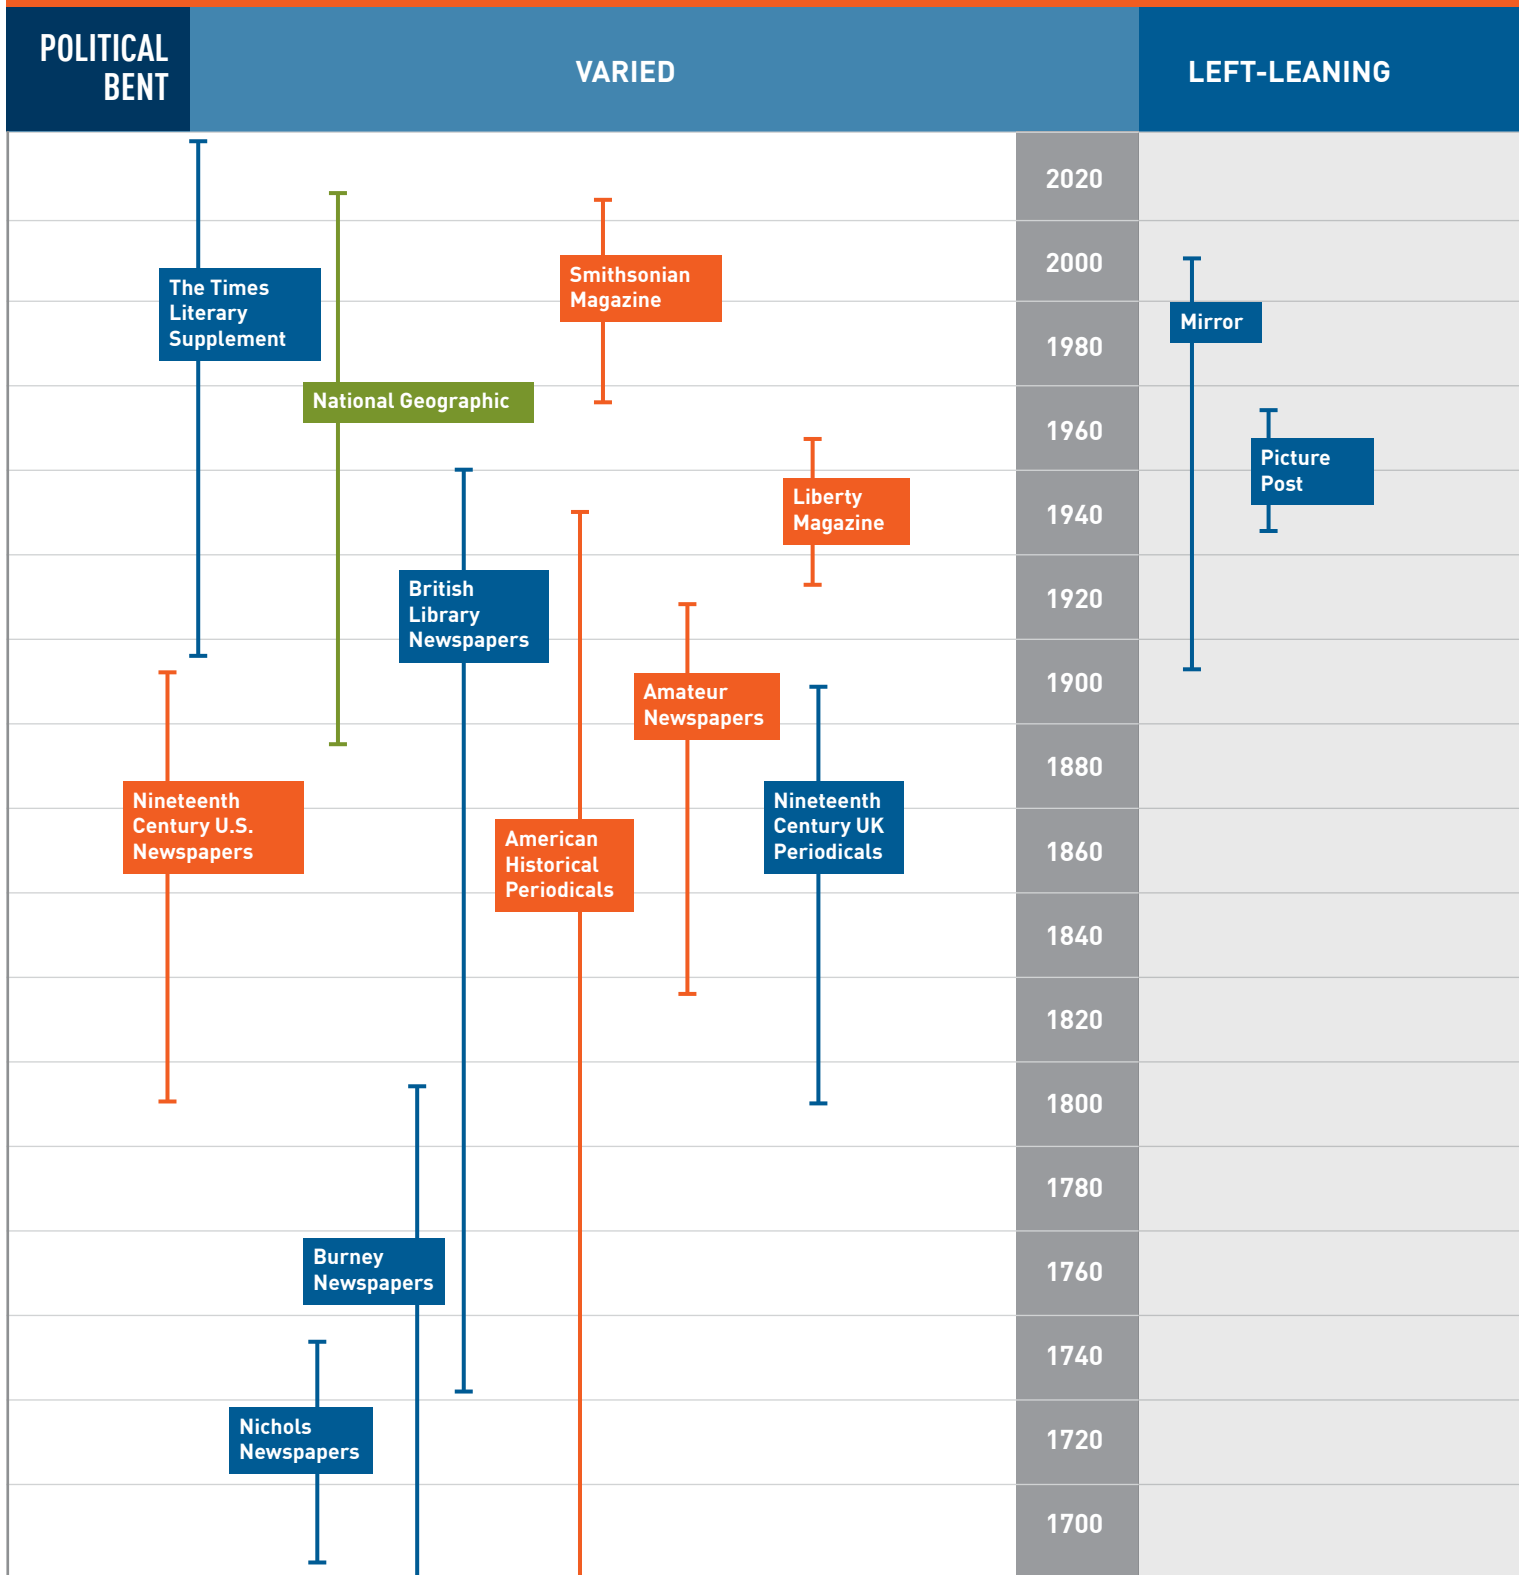 POLITICAL
BENT
VARIED
LEFT-LEANING
2020
2000
1980
1960
1940
1920
1900
1880
1860
1840
1820
1800
1780
1760
1740
1720
1700
The Times
Literary
Supplement
National Geographic
Smithsonian
Magazine
Mirror
Picture
Post
Liberty
Magazine
British
Library
Newspapers
Amateur
Newspapers
Nineteenth
Century U.S.
Newspapers
American
Historical
Periodicals
Nineteenth
Century UK
Periodicals
Burney
Newspapers
Nichols
Newspapers